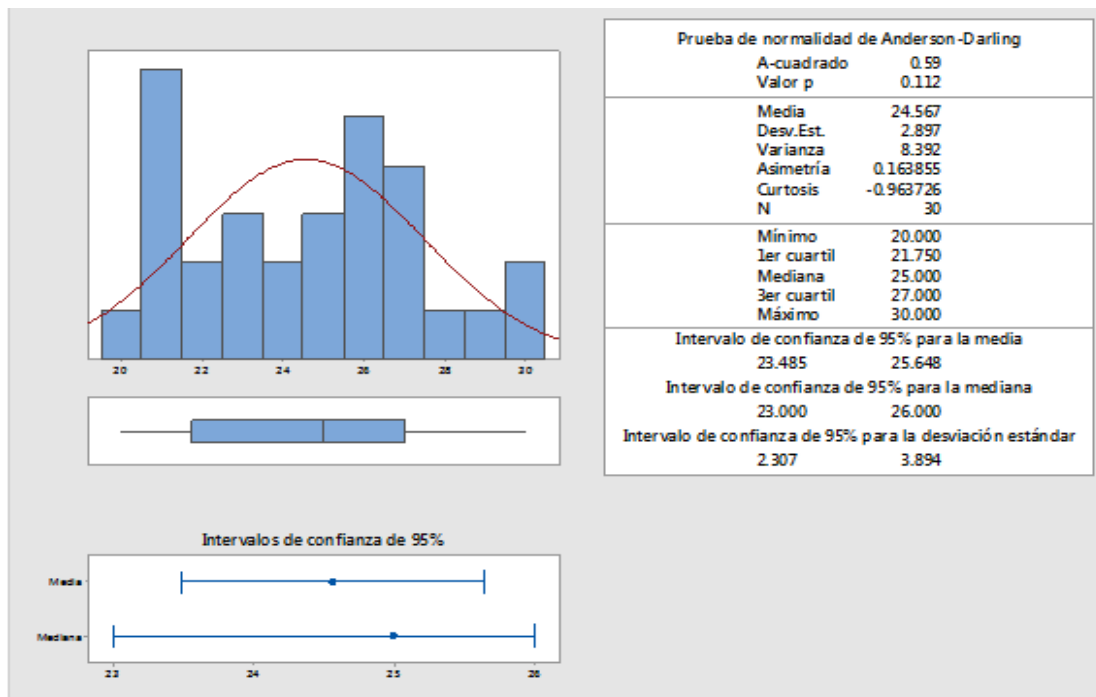 Prueba de normalidad de Anderson-Darling
A-cuadrado 0.59
Valor p 0.112
Media 24.567
Desv.Est. 2.897
Varianza 8.392
Asimetría 0.163855
Curtosis -0.963726
N 30
Mínimo 20.000
1er cuartil 21.750
Mediana 25.000
3er cuartil 27.000
Máximo 30.000
Intervalo de confianza de 95% para la media
23.485 25.648
Intervalo de confianza de 95% para la mediana
23.000 26.000
Intervalo de confianza de 95% para la desviación estándar
2.307 3.894
20 22 24 26 28 30
Intervalos de confianza de 95%
Media
Mediana
23 24 25 26